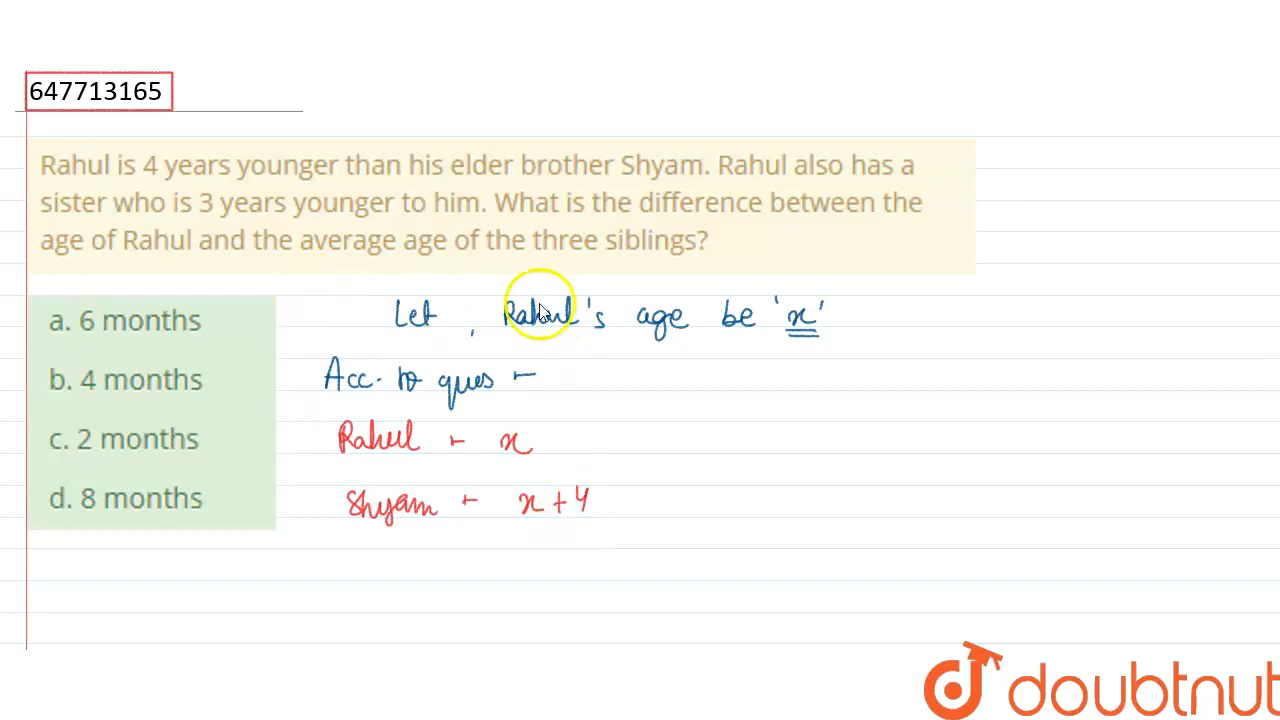 647713165
Rahul is 4 years younger than his elder brother Shyam. Rahul also has a
sister who is 3 years younger to him. What is the difference between the
age of Rahul and the average age of the three siblings?
a. 6 months
b. 4 months
c. 2 months
d. 8 months
Let , Rahul's age be 'x'
Acc. to ques -
Rahul - x
Shyam - x + 4
doubtnut